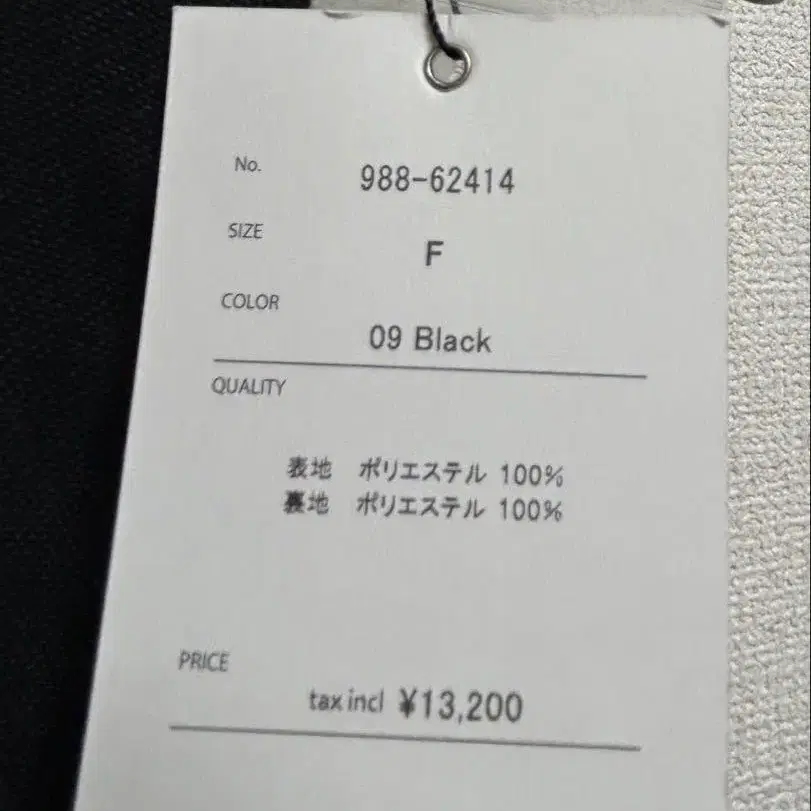 No. 988-62414
SIZE F
COLOR 09 Black
QUALITY
表地 ポリエステル 100%
裏地 ポリエステル 100%
PRICE tax incl ¥13,200